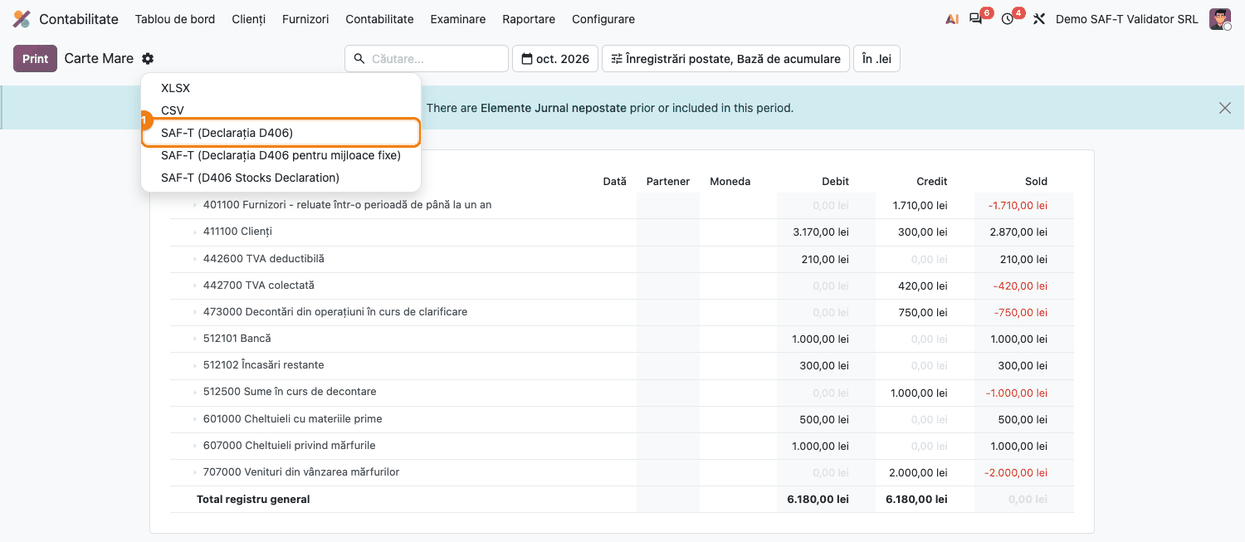 Contabilitate Tablou de bord Clienți Furnizori Contabilitate Examinare Raportare Configurare AI 6 4 Demo SAF-T Validator SRL
Print Carte Mare Căutare... oct. 2026 Înregistrări postate, Bază de acumulare În .lei
XLSX
CSV
1
SAF-T (Declarația D406)
SAF-T (Declarația D406 pentru mijloace fixe)
SAF-T (D406 Stocks Declaration)
There are Elemente Jurnal nepostate prior or included in this period.
Dată Partener Moneda Debit Credit Sold
401100 Furnizori - reluate într-o perioadă de până la un an 0,00 lei 1.710,00 lei -1.710,00 lei
411100 Clienți 3.170,00 lei 300,00 lei 2.870,00 lei
442600 TVA deductibilă 210,00 lei 0,00 lei 210,00 lei
442700 TVA colectată 0,00 lei 420,00 lei -420,00 lei
473000 Decontări din operațiuni în curs de clarificare 0,00 lei 750,00 lei -750,00 lei
512101 Bancă 1.000,00 lei 0,00 lei 1.000,00 lei
512102 Încasări restante 300,00 lei 0,00 lei 300,00 lei
512500 Sume în curs de decontare 0,00 lei 1.000,00 lei -1.000,00 lei
601000 Cheltuieli cu materiile prime 500,00 lei 0,00 lei 500,00 lei
607000 Cheltuieli privind mărfurile 1.000,00 lei 0,00 lei 1.000,00 lei
707000 Venituri din vânzarea mărfurilor 0,00 lei 2.000,00 lei -2.000,00 lei
Total registru general 6.180,00 lei 6.180,00 lei 0,00 lei